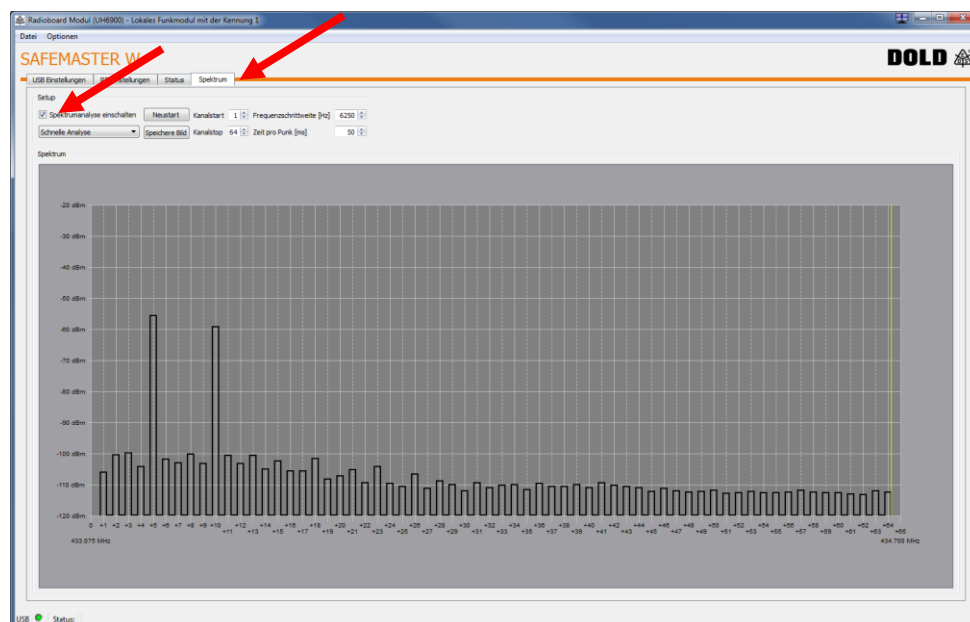 Radioboard Modul (UH6900) - Lokales Funkmodul mit der Kennung 1
Datei Optionen
SAFEMASTER W
DOLD
USB Einstellungen Status Spektrum
Setup
Spektrumanalyse einschalten Neustart Kanalstart 1 Frequenzschrittweite [Hz] 6250
Schnelle Analyse Speichere Bild Kanalstop 64 Zeit pro Punk [ms] 50
Spektrum
-20 dBm
-30 dBm
-40 dBm
-50 dBm
-60 dBm
-70 dBm
-80 dBm
-90 dBm
-100 dBm
-110 dBm
-120 dBm
0 +1 +2 +3 +4 +5 +6 +7 +8 +9 +10 +12 +14 +16 +18 +20 +22 +24 +26 +28 +30 +32 +34 +36 +38 +40 +42 +44 +46 +48 +50 +52 +54 +56 +58 +60 +62 +64
+11 +13 +15 +17 +19 +21 +23 +25 +27 +29 +31 +33 +35 +37 +39 +41 +43 +45 +47 +49 +51 +53 +55 +57 +59 +61 +63 +65
433.075 MHz 434.700 MHz
USB Status: